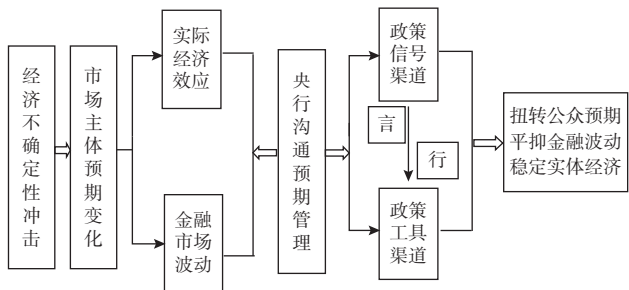 经济不确定性冲击
市场主体预期变化
实际
经济
效应
金融
市场
波动
央行沟通预期管理
政策
信号
渠道
言
行
政策
工具
渠道
扭转公众预期
平抑金融波动
稳定实体经济